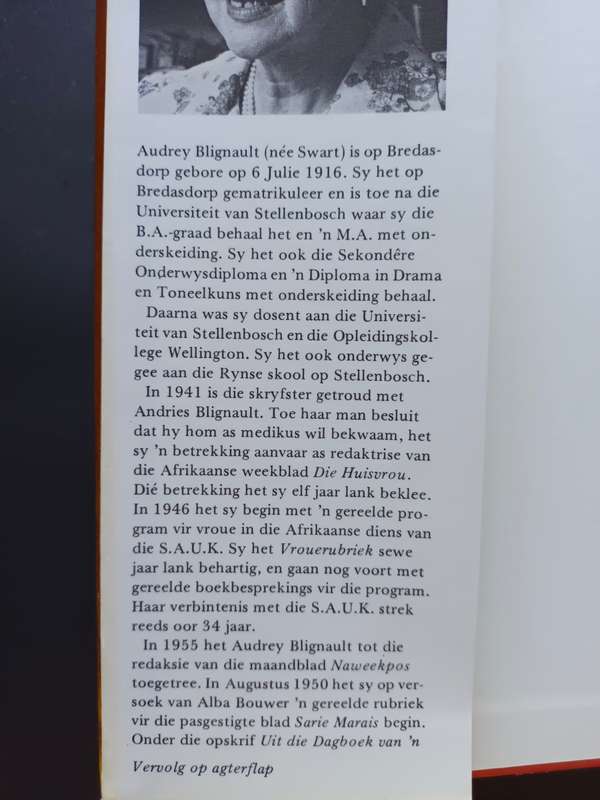 Audrey Blignault (née Swart) is op Bredas-
dorp gebore op 6 Julie 1916. Sy het op
Bredasdorp gematrikuleer en is toe na die
Universiteit van Stellenbosch waar sy die
B.A.-graad behaal het en 'n M.A. met on-
derskeiding. Sy het ook die Sekondêre
Onderwysdiploma en 'n Diploma in Drama
en Toneelkuns met onderskeiding behaal.
Daarna was sy dosent aan die Universi-
teit van Stellenbosch en die Opleidingskol-
lege Wellington. Sy het ook onderwys ge-
gee aan die Rynse skool op Stellenbosch.
In 1941 is die skryfster getroud met
Andries Blignault. Toe haar man besluit
dat hy hom as medikus wil bekwaam, het
sy 'n betrekking aanvaar as redaktrise van
die Afrikaanse weekblad Die Huisvrou.
Dié betrekking het sy elf jaar lank beklee.
In 1946 het sy begin met 'n gereelde pro-
gram vir vroue in die Afrikaanse diens van
die S.A.U.K. Sy het Vrouerubriek sewe
jaar lank behartig, en gaan nog voort met
gereelde boekbesprekings vir die program.
Haar verbintenis met die S.A.U.K. strek
reeds oor 34 jaar.
In 1955 het Audrey Blignault tot die
redaksie van die maandblad Naweekpos
toegetree. In Augustus 1950 het sy op ver-
soek van Alba Bouwer 'n gereelde rubriek
vir die pasgestigte blad Sarie Marais begin.
Onder die opskrif Uit die Dagboek van 'n
Vervolg op agterflap